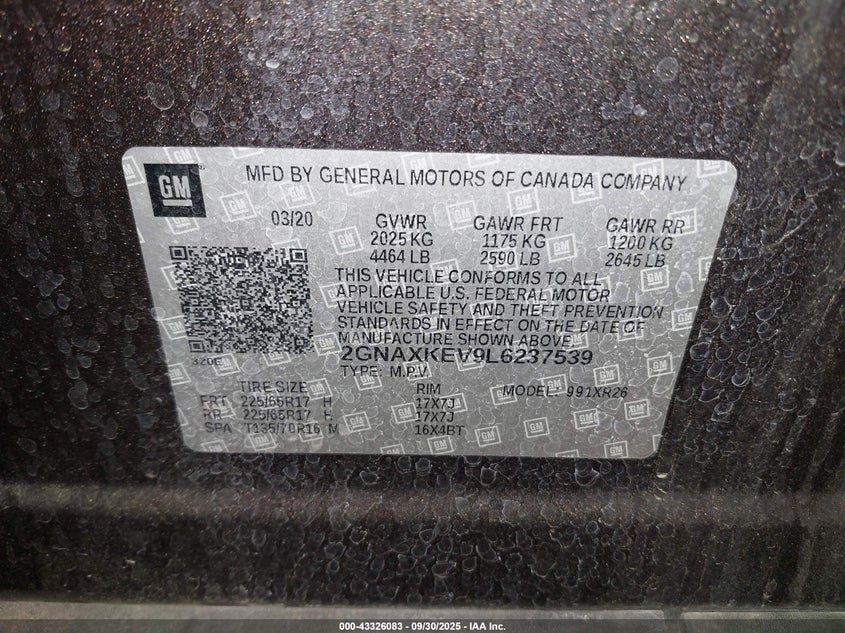 GM
MFD BY GENERAL MOTORS OF CANADA COMPANY
03/20 GVWR GAWR FRT GAWR RR
2025 KG 1175 KG 1200 KG
4464 LB 2590 LB 2645 LB
THIS VEHICLE CONFORMS TO ALL
APPLICABLE U.S. FEDERAL MOTOR
VEHICLE SAFETY AND THEFT PREVENTION
STANDARDS IN EFFECT ON THE DATE OF
MANUFACTURE SHOWN ABOVE.
2GNAXKEV9L6237539
TYPE: M.P.V
TIRE SIZE RIM MODEL: 991XR26
FRT 225/65R17 H 17X7J
RR 225/65R17 H 17X7J
SPA T135/70R16 M 16X4BT
000-43326083 - 09/30/2025 - IAA Inc.